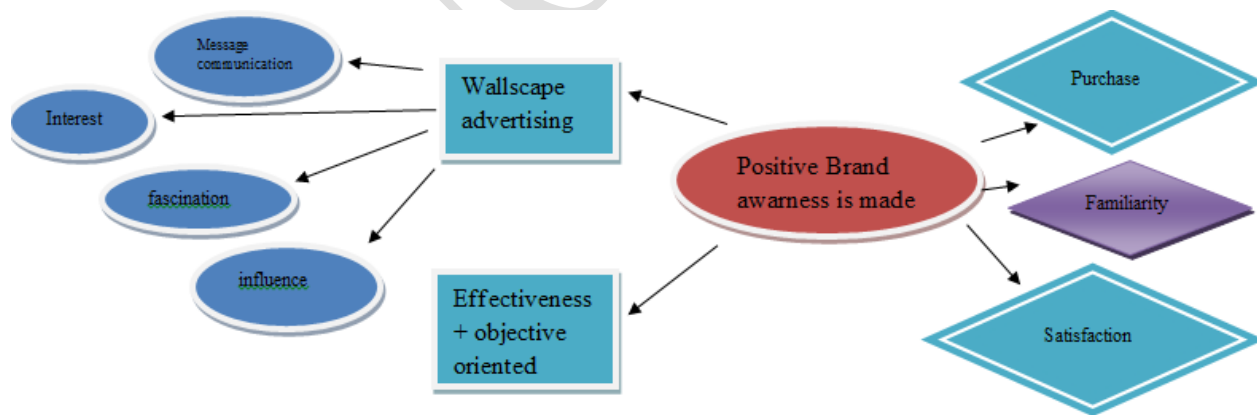 Message
communication
Interest
fascination
influence
Wallscape
advertising
Effectiveness
+ objective
oriented
Positive Brand
awarness is made
Purchase
Familiarity
Satisfaction